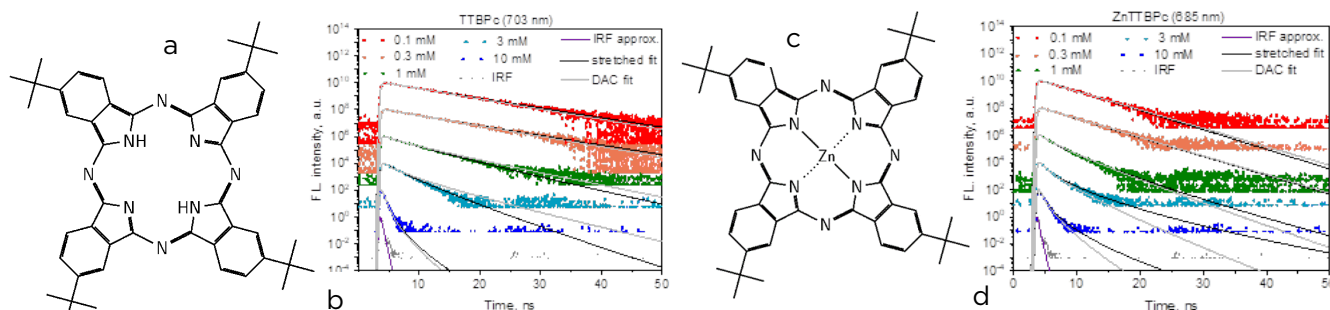 a
N
NH
N
N
N
N
HN
N
b
TTBPc (703 nm)
0.1 mM
3 mM
IRF approx.
0.3 mM
10 mM
stretched fit
1 mM
IRF
DAC fit
FL. intensity, a.u.
10^14
10^12
10^10
10^8
10^6
10^4
10^2
10^0
10^-2
10^-4
10
20
30
40
50
Time, ns
c
N
N
N
N
Zn
N
N
N
N
d
ZnTTBPc (685 nm)
0.1 mM
3 mM
IRF approx.
0.3 mM
10 mM
stretched fit
1 mM
IRF
DAC fit
FL. intensity, a.u.
10^14
10^12
10^10
10^8
10^6
10^4
10^2
10^0
10^-2
10^-4
0
10
20
30
40
50
Time, ns